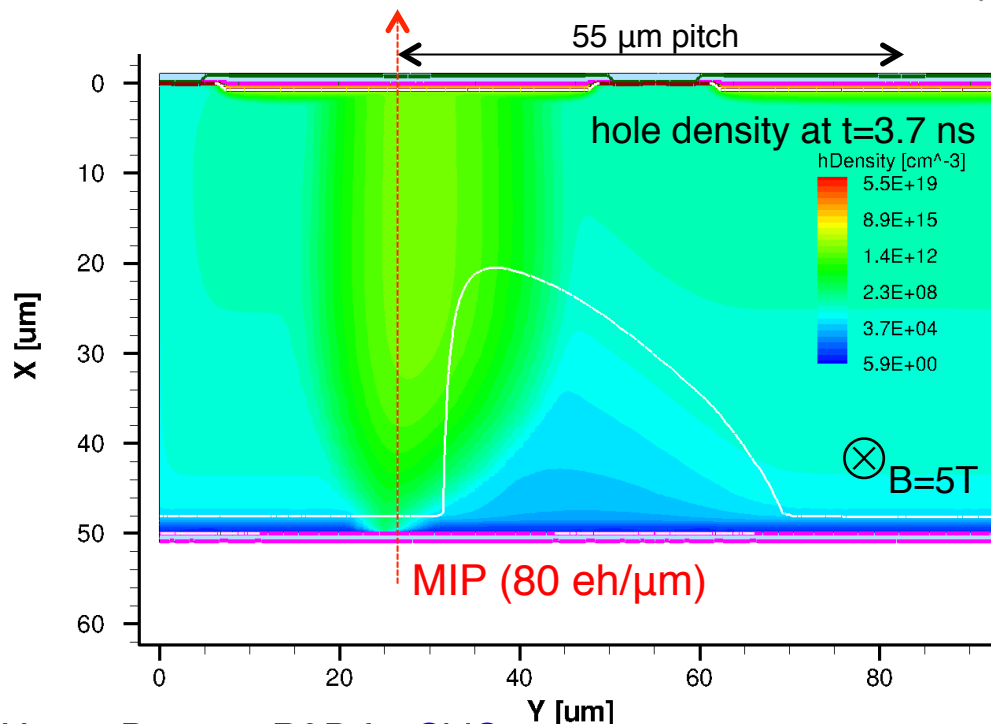 55 µm pitch
hole density at t=3.7 ns
hDensity [cm^-3]
5.5E+19
8.9E+15
1.4E+12
2.3E+08
3.7E+04
5.9E+00
B=5T
MIP (80 eh/µm)
X [um]
0
10
20
30
40
50
60
0
20
40
60
80
Y [um]